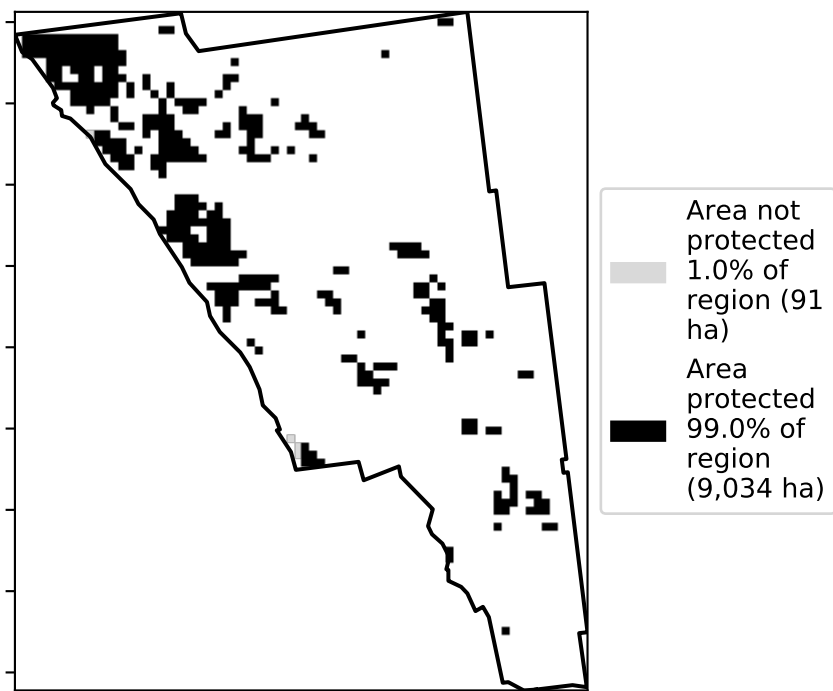 Area not
protected
1.0% of
region (91
ha)
Area
protected
99.0% of
region
(9,034 ha)